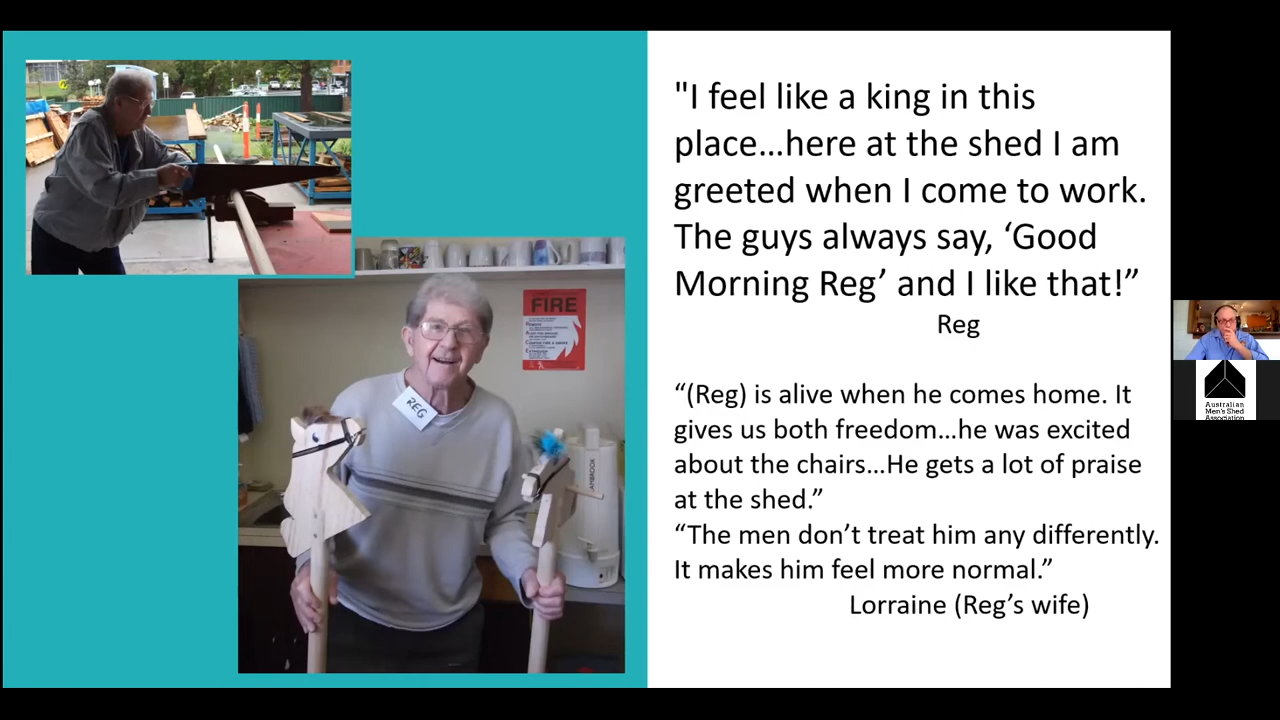 "I feel like a king in this
place…here at the shed I am
greeted when I come to work.
The guys always say, ‘Good
Morning Reg’ and I like that!”
Reg
“(Reg) is alive when he comes home. It
gives us both freedom…he was excited
about the chairs…He gets a lot of praise
at the shed.”
“The men don’t treat him any differently.
It makes him feel more normal.”
Lorraine (Reg’s wife)
FIRE
REG
Australian
Men's Shed
Association